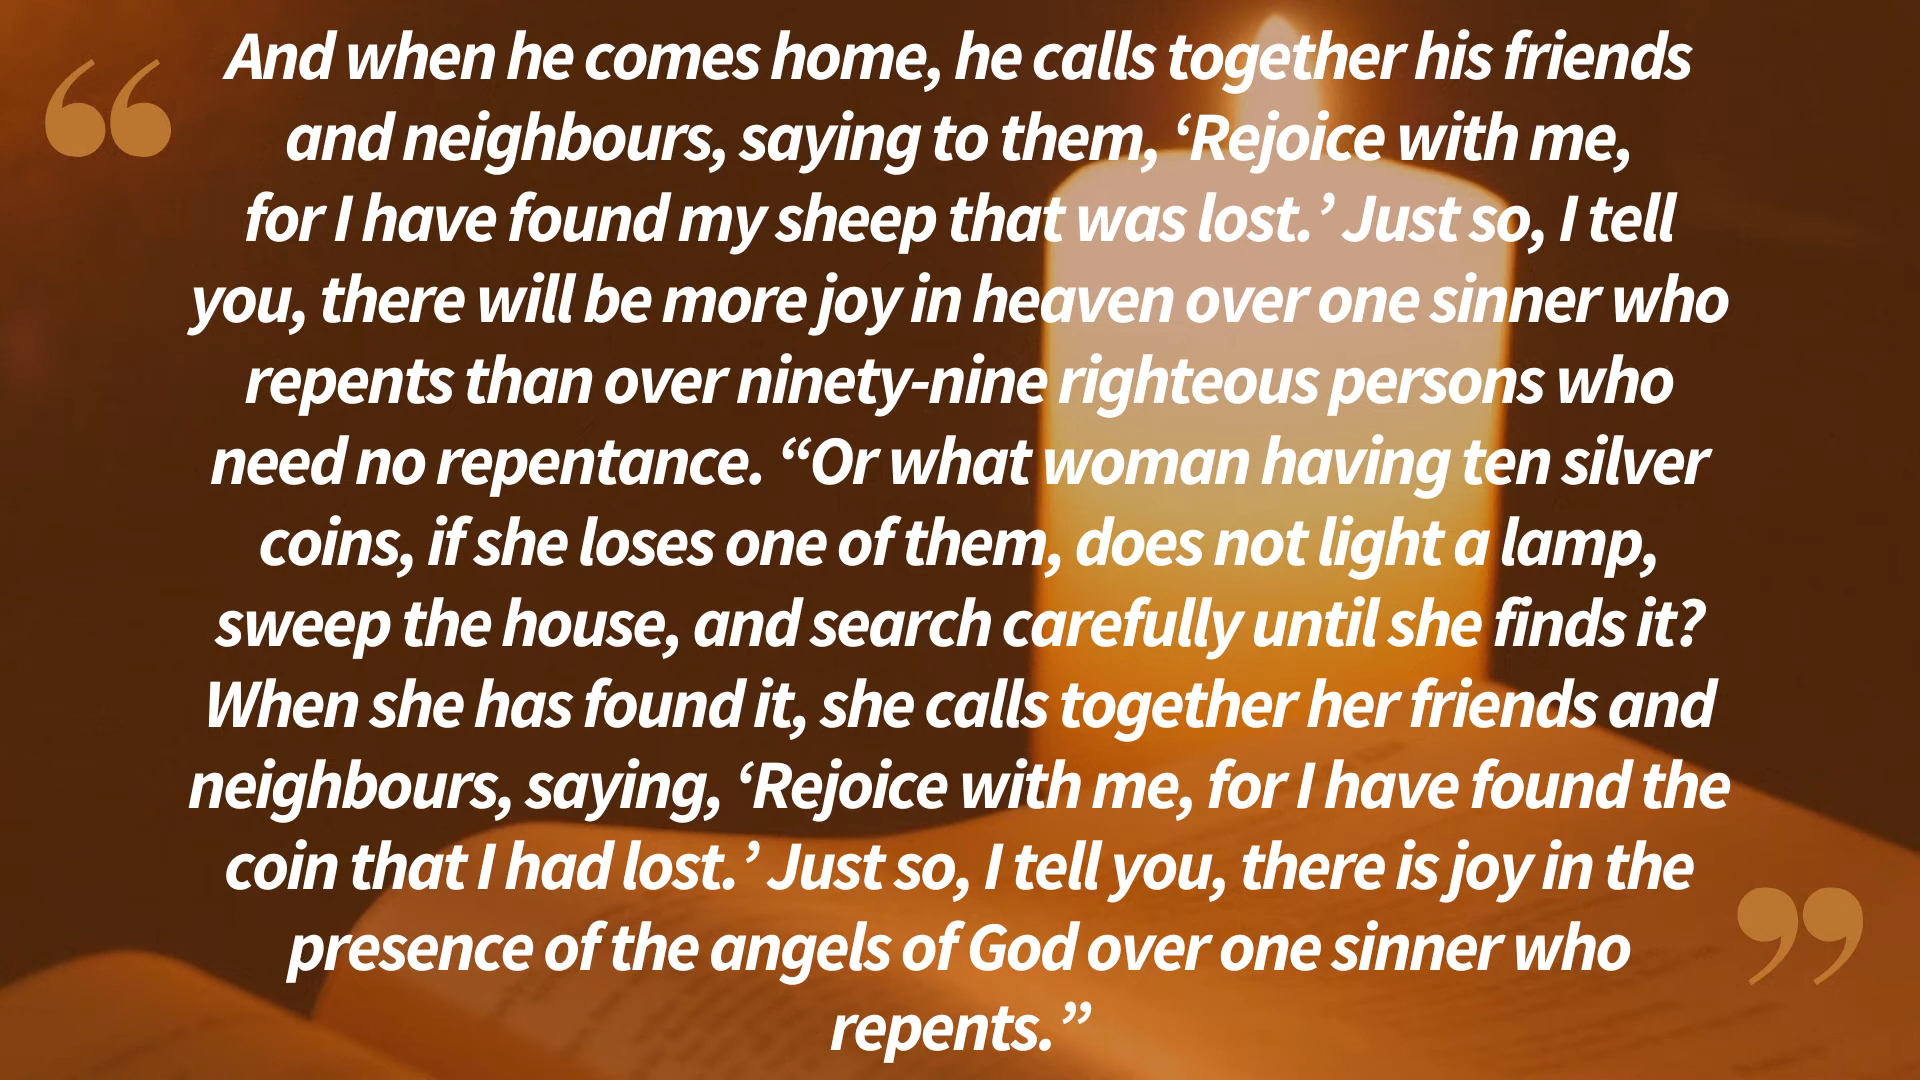 And when he comes home, he calls together his friends
and neighbours, saying to them, ‘Rejoice with me,
for I have found my sheep that was lost.’ Just so, I tell
you, there will be more joy in heaven over one sinner who
repents than over ninety-nine righteous persons who
need no repentance. “Or what woman having ten silver
coins, if she loses one of them, does not light a lamp,
sweep the house, and search carefully until she finds it?
When she has found it, she calls together her friends and
neighbours, saying, ‘Rejoice with me, for I have found the
coin that I had lost.’ Just so, I tell you, there is joy in the
presence of the angels of God over one sinner who
repents.”